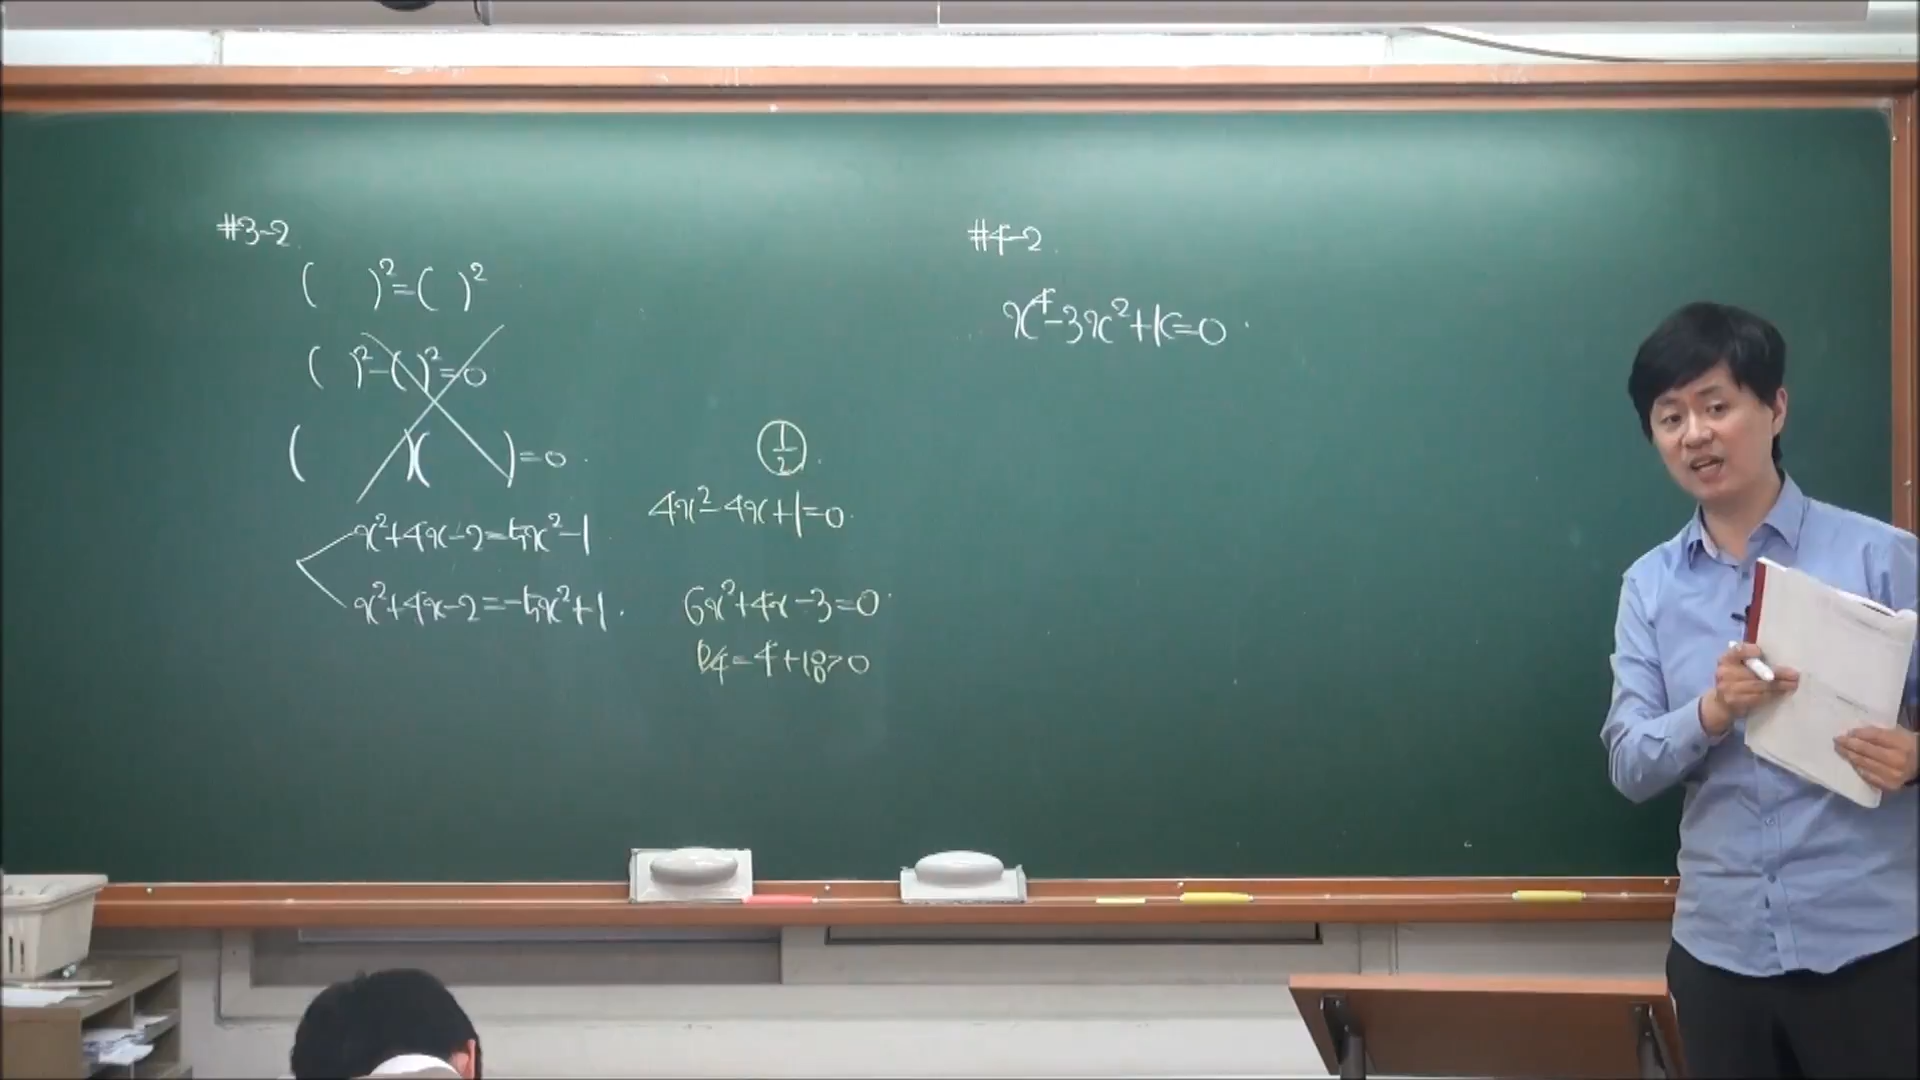 #3-2
(   )²=(   )²
(   )²-(   )²=0
(   )(   )=0
x²+4x-2=5x²-1
x²+4x-2=-5x²+1
1/2
4x²-4x+1=0
6x²+4x-3=0
D/4=4+18>0
#4-2
x⁴-3x²+k=0